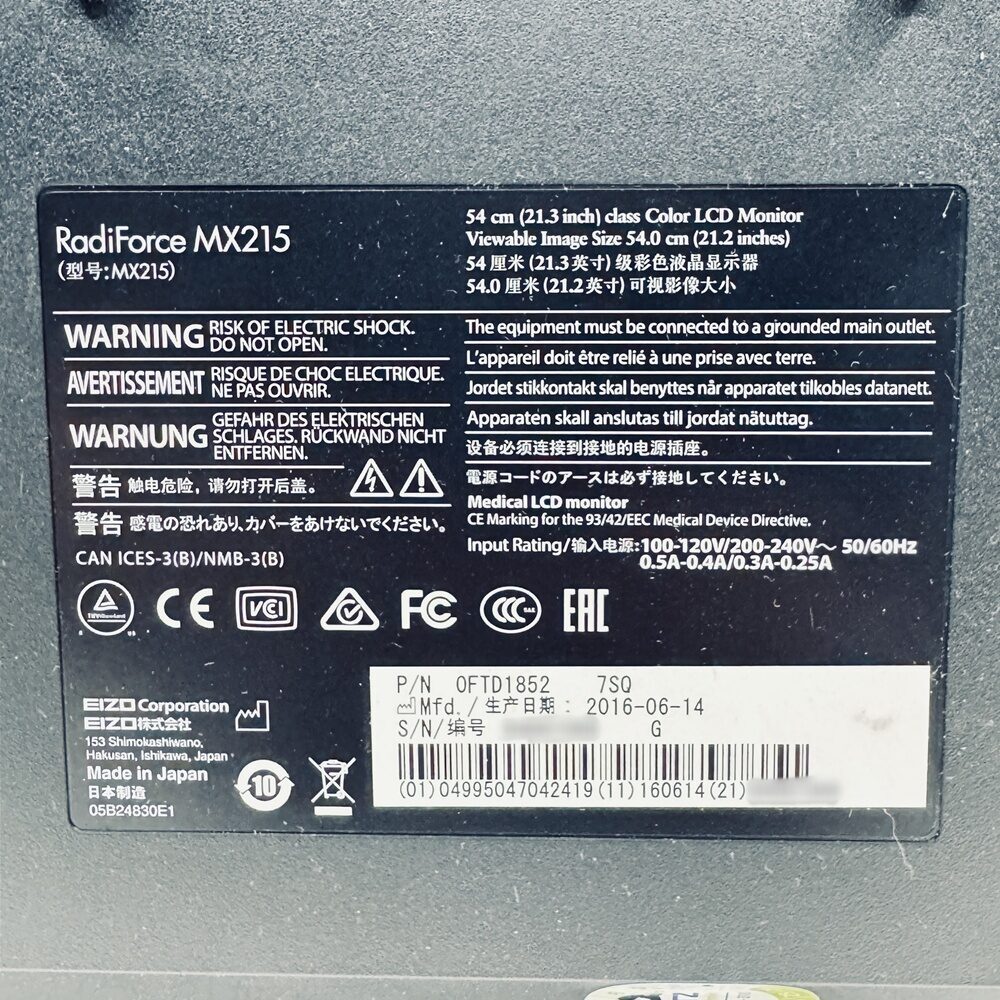 RadiForce MX215
(型号:MX215)
54 cm (21.3 inch) class Color LCD Monitor
Viewable Image Size 54.0 cm (21.2 inches)
54 厘米 (21.3 英寸) 级彩色液晶显示器
54.0 厘米 (21.2 英寸) 可视影像大小
WARNING RISK OF ELECTRIC SHOCK.
DO NOT OPEN.
AVERTISSEMENT RISQUE DE CHOC ELECTRIQUE.
NE PAS OUVRIR.
WARNUNG GEFAHR DES ELEKTRISCHEN
SCHLAGES. RÜCKWAND NICHT
ENTFERNEN.
警告 触电危险，请勿打开后盖。
警告 感電の恐れあり、カバーをあけないでください。
CAN ICES-3(B)/NMB-3(B)
The equipment must be connected to a grounded main outlet.
L'appareil doit être relié à une prise avec terre.
Jordet stikkontakt skal benyttes når apparatet tilkobles datanett.
Apparaten skall anslutas till jordat nätuttag.
设备必须连接到接地的电源插座。
電源コードのアースは必ず接地してください。
Medical LCD monitor
CE Marking for the 93/42/EEC Medical Device Directive.
Input Rating/输入电源:100-120V/200-240V～ 50/60Hz
0.5A-0.4A/0.3A-0.25A
CE VCI FC CCC EAC
EIZO Corporation
EIZO株式会社
153 Shimokashiwano,
Hakusan, Ishikawa, Japan
Made in Japan
日本製造
05B24830E1
10
P/N 0FTD1852 7SQ
Mfd./生产日期: 2016-06-14
S/N/编号 G
(01)04995047042419(11)160614(21)